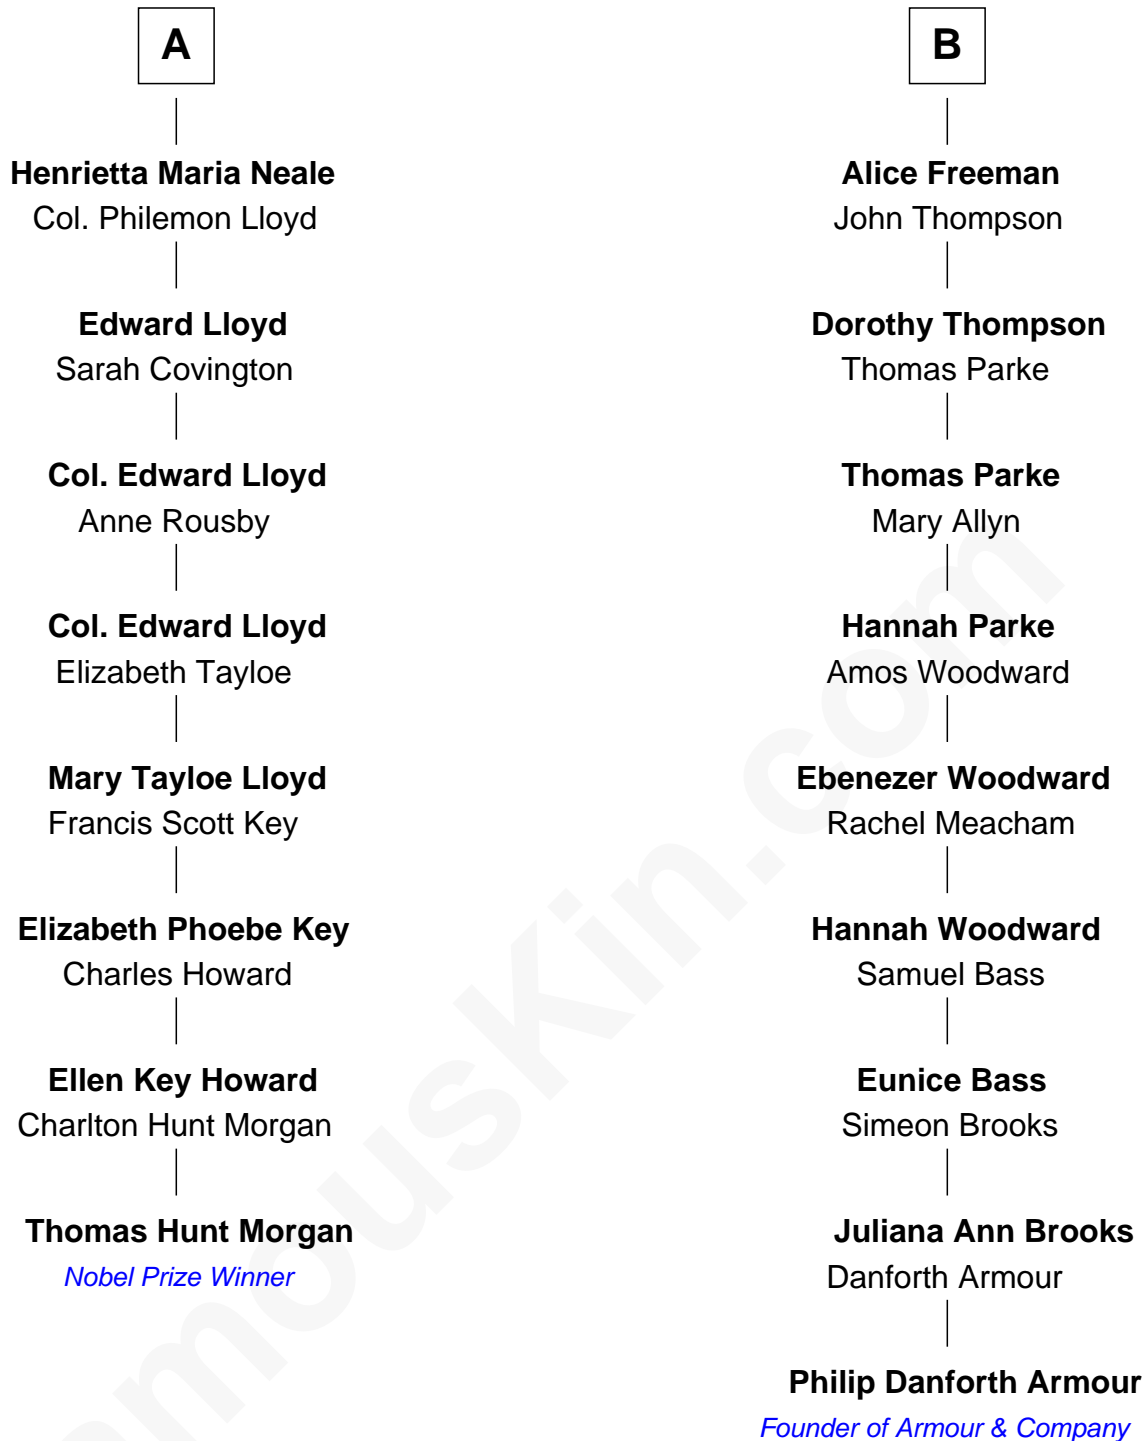 A
Henrietta Maria Neale
Col. Philemon Lloyd
Edward Lloyd
Sarah Covington
Col. Edward Lloyd
Anne Rousby
Col. Edward Lloyd
Elizabeth Tayloe
Mary Tayloe Lloyd
Francis Scott Key
Elizabeth Phoebe Key
Charles Howard
Ellen Key Howard
Charlton Hunt Morgan
Thomas Hunt Morgan
Nobel Prize Winner
B
Alice Freeman
John Thompson
Dorothy Thompson
Thomas Parke
Thomas Parke
Mary Allyn
Hannah Parke
Amos Woodward
Ebenezer Woodward
Rachel Meacham
Hannah Woodward
Samuel Bass
Eunice Bass
Simeon Brooks
Juliana Ann Brooks
Danforth Armour
Philip Danforth Armour
Founder of Armour & Company
amousKin.com